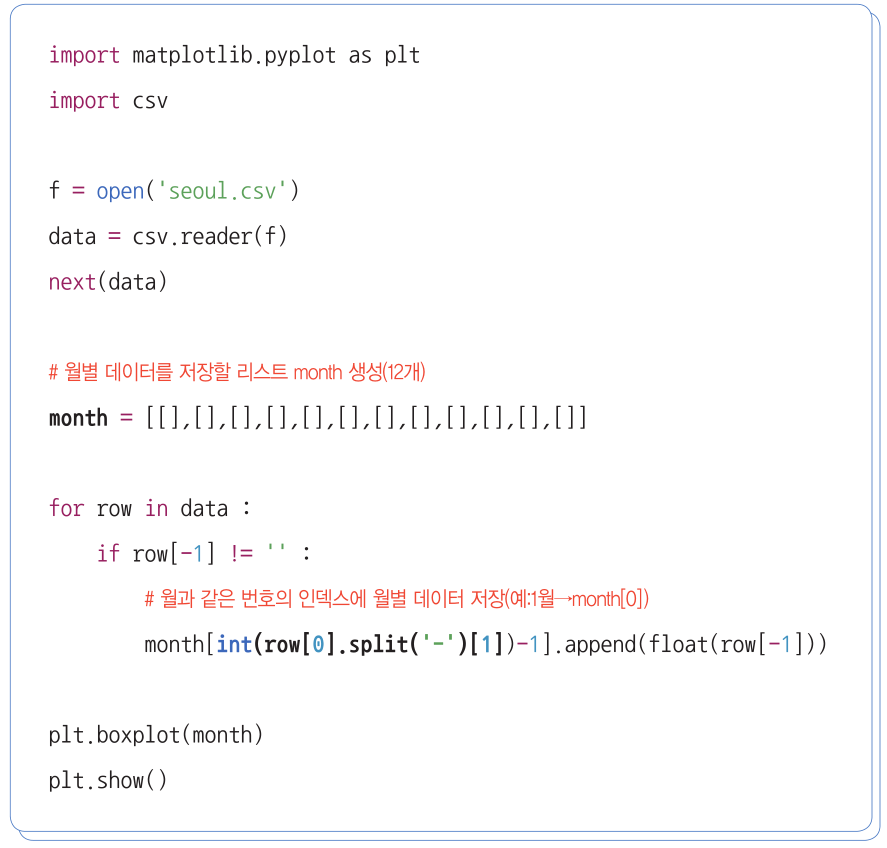 import matplotlib.pyplot as plt
import csv
f = open('seoul.csv')
data = csv.reader(f)
next(data)
# 월별 데이터를 저장할 리스트 month 생성(12개)
month = [[],[],[],[],[],[],[],[],[],[],[],[]]
for row in data :
    if row[-1] != '' :
        # 월과 같은 번호의 인덱스에 월별 데이터 저장(예:1월→month[0])
        month[int(row[0].split('-')[1])-1].append(float(row[-1]))
plt.boxplot(month)
plt.show()